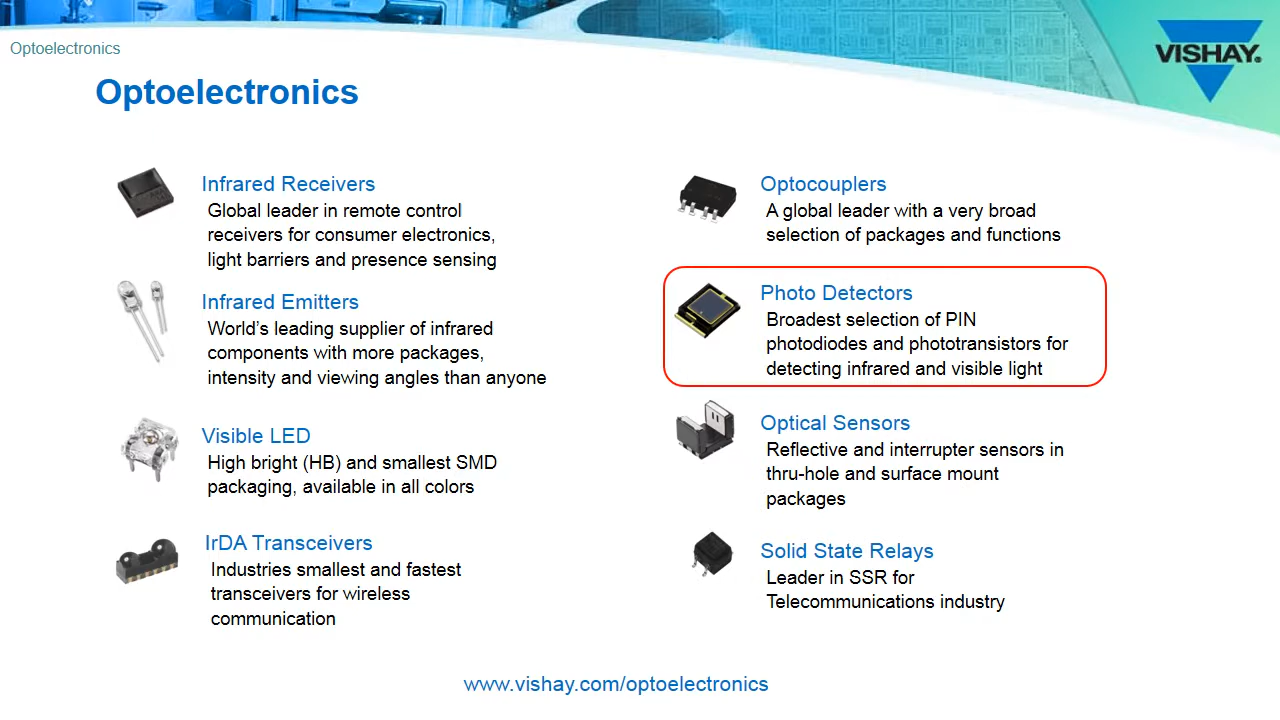 Optoelectronics
VISHAY®
Optoelectronics
Infrared Receivers
Global leader in remote control
receivers for consumer electronics,
light barriers and presence sensing
Infrared Emitters
World’s leading supplier of infrared
components with more packages,
intensity and viewing angles than anyone
Visible LED
High bright (HB) and smallest SMD
packaging, available in all colors
IrDA Transceivers
Industries smallest and fastest
transceivers for wireless
communication
Optocouplers
A global leader with a very broad
selection of packages and functions
Photo Detectors
Broadest selection of PIN
photodiodes and phototransistors for
detecting infrared and visible light
Optical Sensors
Reflective and interrupter sensors in
thru-hole and surface mount
packages
Solid State Relays
Leader in SSR for
Telecommunications industry
www.vishay.com/optoelectronics